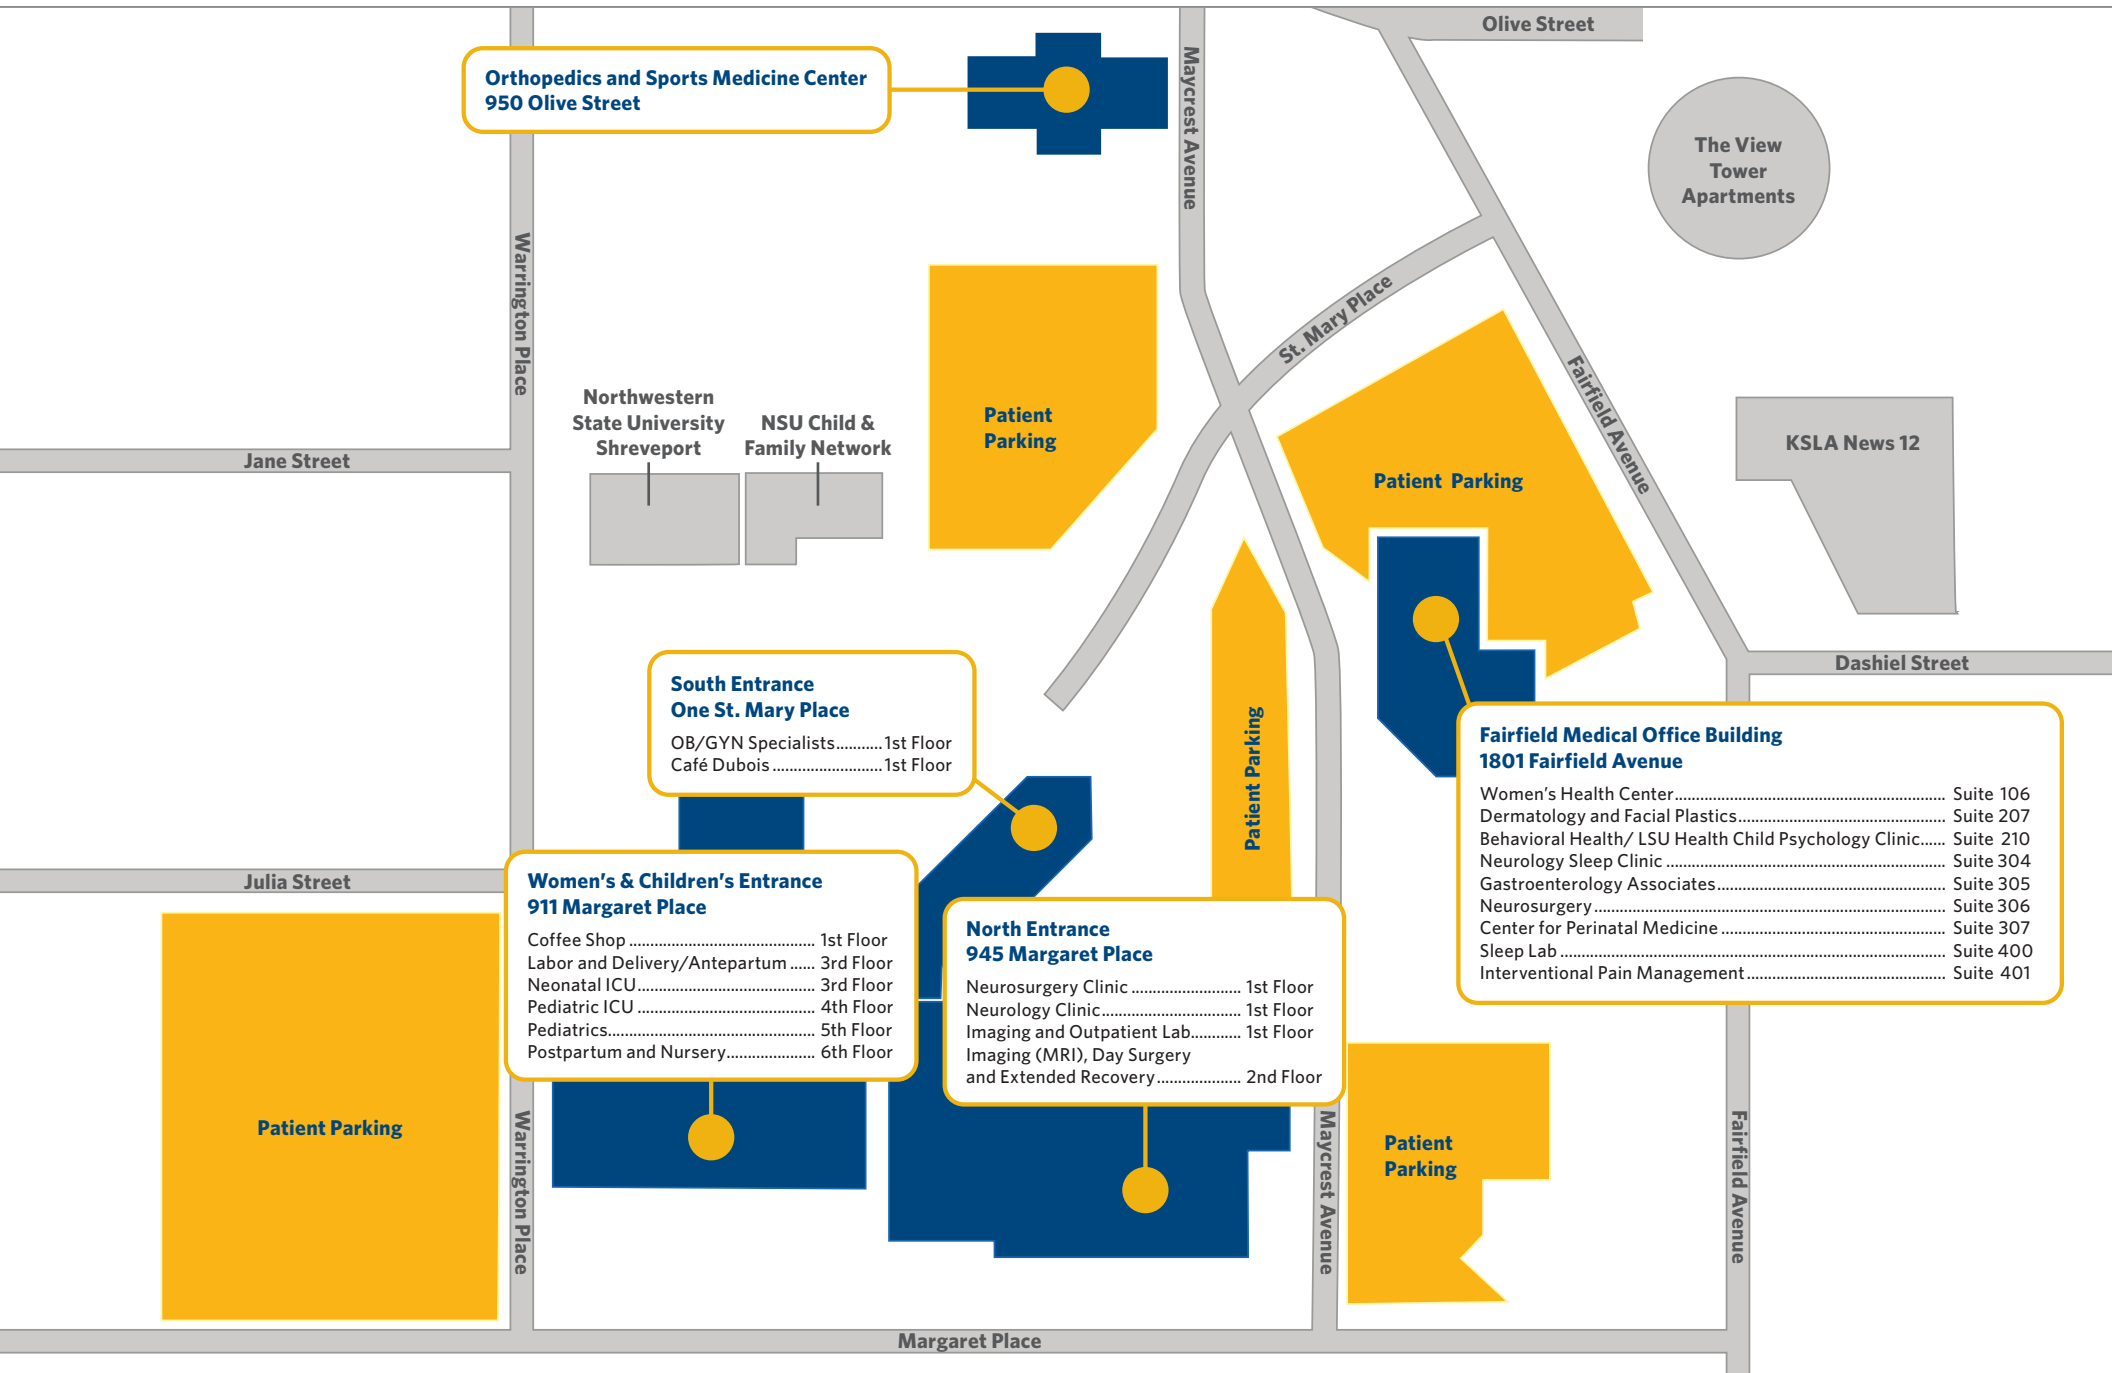 Olive Street
Orthopedics and Sports Medicine Center
950 Olive Street
Maycrest Avenue
The View
Tower
Apartments
Warrington Place
St. Mary Place
Fairfield Avenue
Northwestern
State University
Shreveport
NSU Child &
Family Network
Patient
Parking
KSLA News 12
Jane Street
Patient Parking
Dashiel Street
South Entrance
One St. Mary Place
OB/GYN Specialists...........1st Floor
Café Dubois..........................1st Floor
Patient Parking
Fairfield Medical Office Building
1801 Fairfield Avenue
Women's Health Center................................ Suite 106
Dermatology and Facial Plastics................................ Suite 207
Behavioral Health/ LSU Health Child Psychology Clinic...... Suite 210
Neurology Sleep Clinic ................................ Suite 304
Gastroenterology Associates................................ Suite 305
Neurosurgery ................................ Suite 306
Center for Perinatal Medicine ................................ Suite 307
Sleep Lab ................................ Suite 400
Interventional Pain Management ................................ Suite 401
Julia Street
Women's & Children's Entrance
911 Margaret Place
Coffee Shop ................................ 1st Floor
Labor and Delivery/Antepartum ...... 3rd Floor
Neonatal ICU................................ 3rd Floor
Pediatric ICU ................................ 4th Floor
Pediatrics................................ 5th Floor
Postpartum and Nursery..................... 6th Floor
North Entrance
945 Margaret Place
Neurosurgery Clinic .......................... 1st Floor
Neurology Clinic................................. 1st Floor
Imaging and Outpatient Lab............ 1st Floor
Imaging (MRI), Day Surgery
and Extended Recovery.................... 2nd Floor
Patient Parking
Warrington Place
Maycrest Avenue
Patient
Parking
Fairfield Avenue
Margaret Place